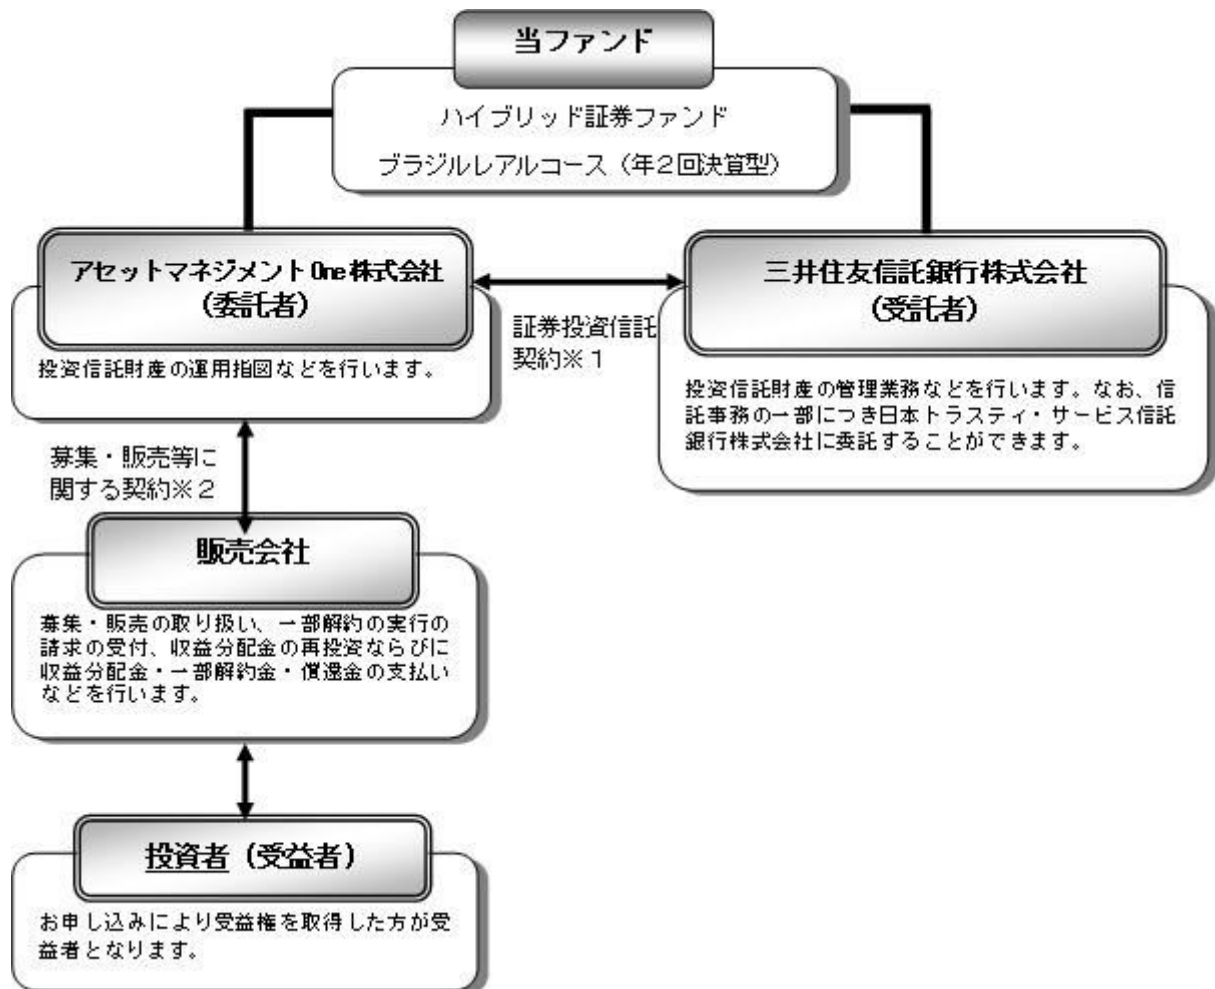 当ファンド
ハイブリッド証券ファンド
ブラジルレアルコース（年２回決算型）
アセットマネジメントOne株式会社
（委託者）
投資信託財産の運用指図などを行います。
証券投資信託
契約※１
三井住友信託銀行株式会社
（受託者）
投資信託財産の管理業務などを行います。なお、信
託事務の一部につき日本トラスティ・サービス信託
銀行株式会社に委託することができます。
募集・販売等に
関する契約※２
販売会社
募集・販売の取り扱い、一部解約の実行の
請求の受付、収益分配金の再投資ならびに
収益分配金・一部解約金・償還金の支払い
などを行います。
投資者（受益者）
お申し込みにより受益権を取得した方が受
益者となります。